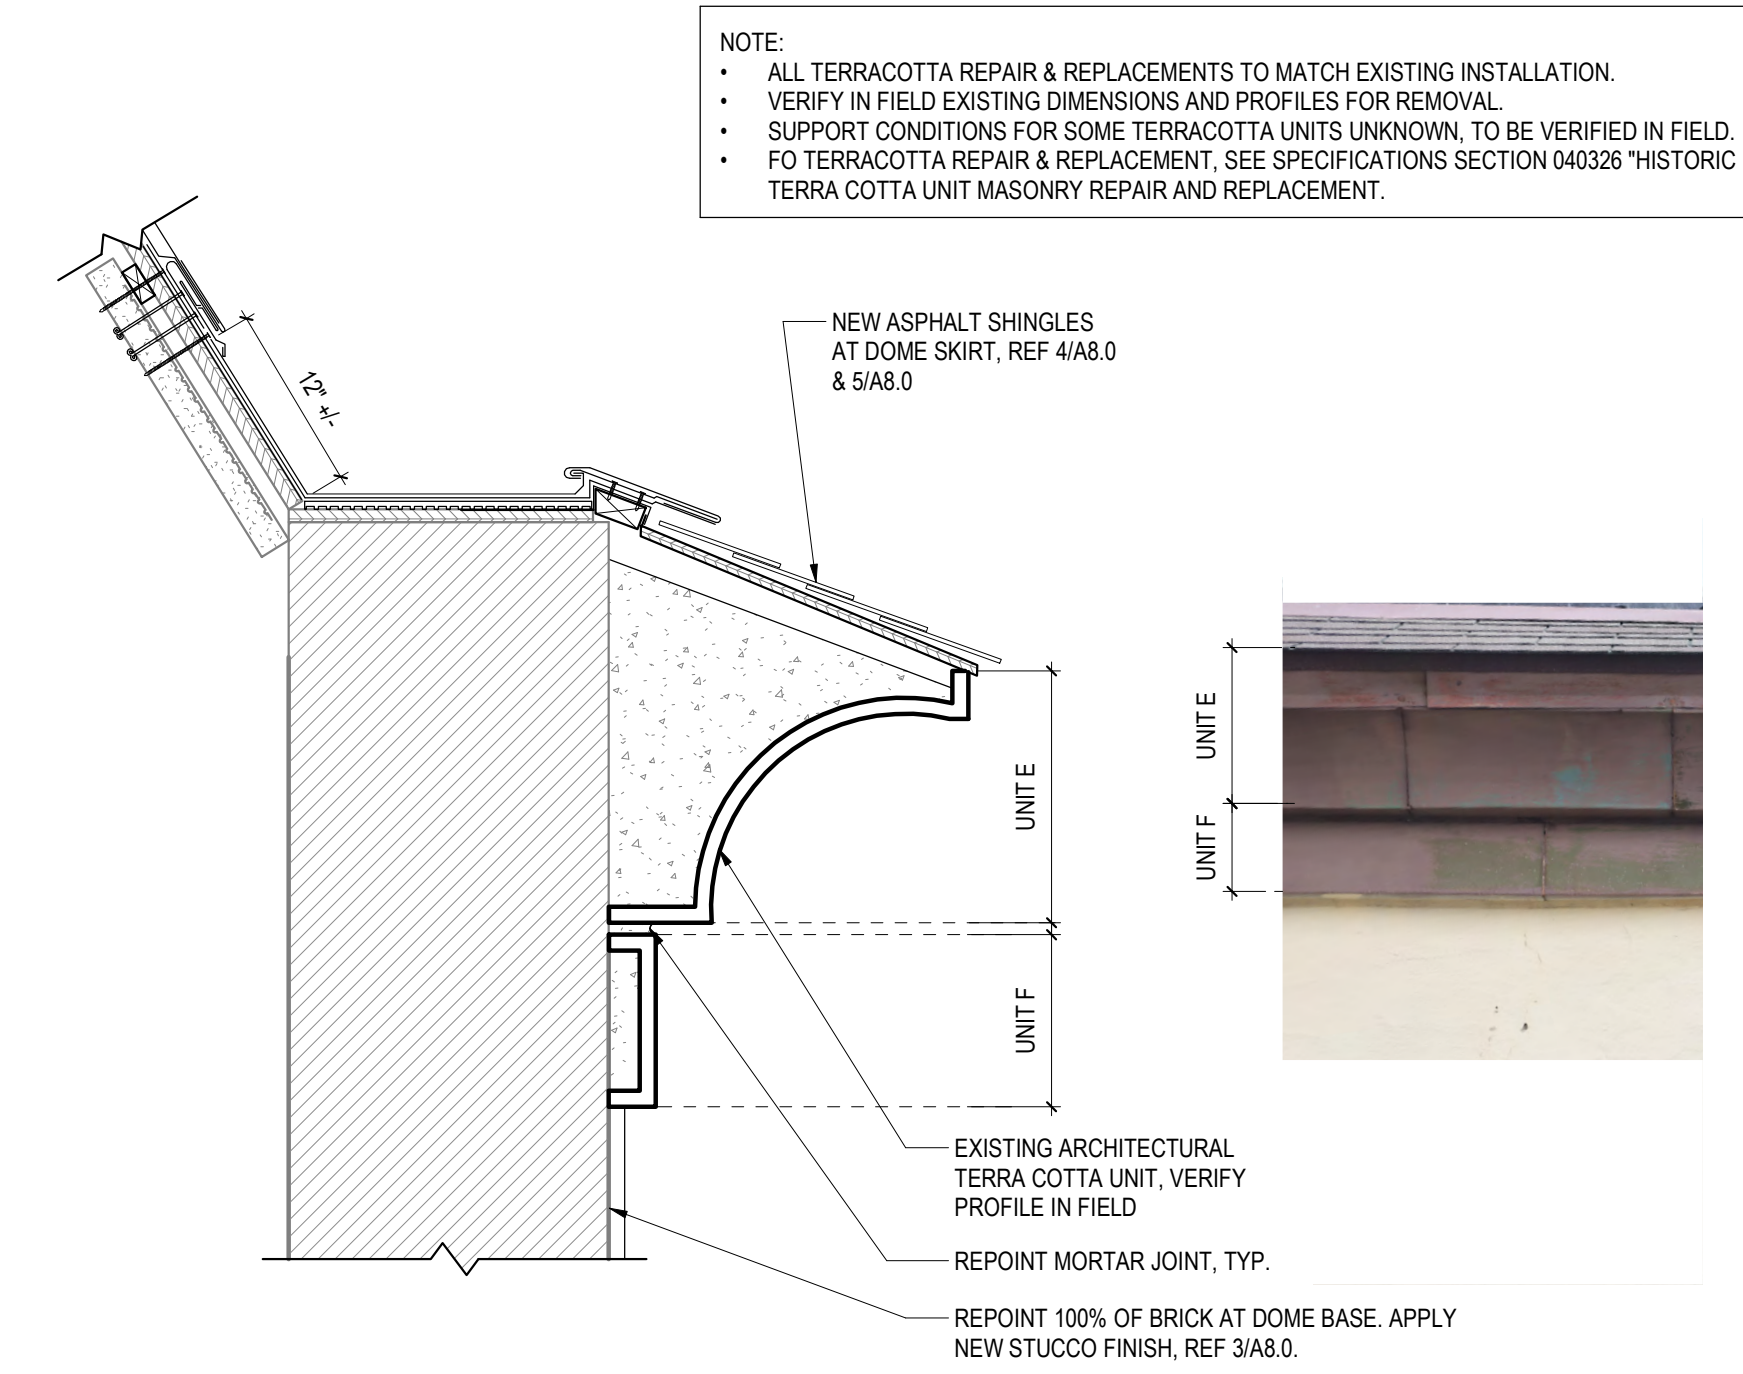 NOTE:
• ALL TERRACOTTA REPAIR & REPLACEMENTS TO MATCH EXISTING INSTALLATION.
• VERIFY IN FIELD EXISTING DIMENSIONS AND PROFILES FOR REMOVAL.
• SUPPORT CONDITIONS FOR SOME TERRACOTTA UNITS UNKNOWN, TO BE VERIFIED IN FIELD.
• FO TERRACOTTA REPAIR & REPLACEMENT, SEE SPECIFICATIONS SECTION 040326 "HISTORIC
TERRA COTTA UNIT MASONRY REPAIR AND REPLACEMENT.
12" +/-
NEW ASPHALT SHINGLES
AT DOME SKIRT, REF 4/A8.0
& 5/A8.0
UNIT E
UNIT F
UNIT E
UNIT F
EXISTING ARCHITECTURAL
TERRA COTTA UNIT, VERIFY
PROFILE IN FIELD
REPOINT MORTAR JOINT, TYP.
REPOINT 100% OF BRICK AT DOME BASE. APPLY
NEW STUCCO FINISH, REF 3/A8.0.